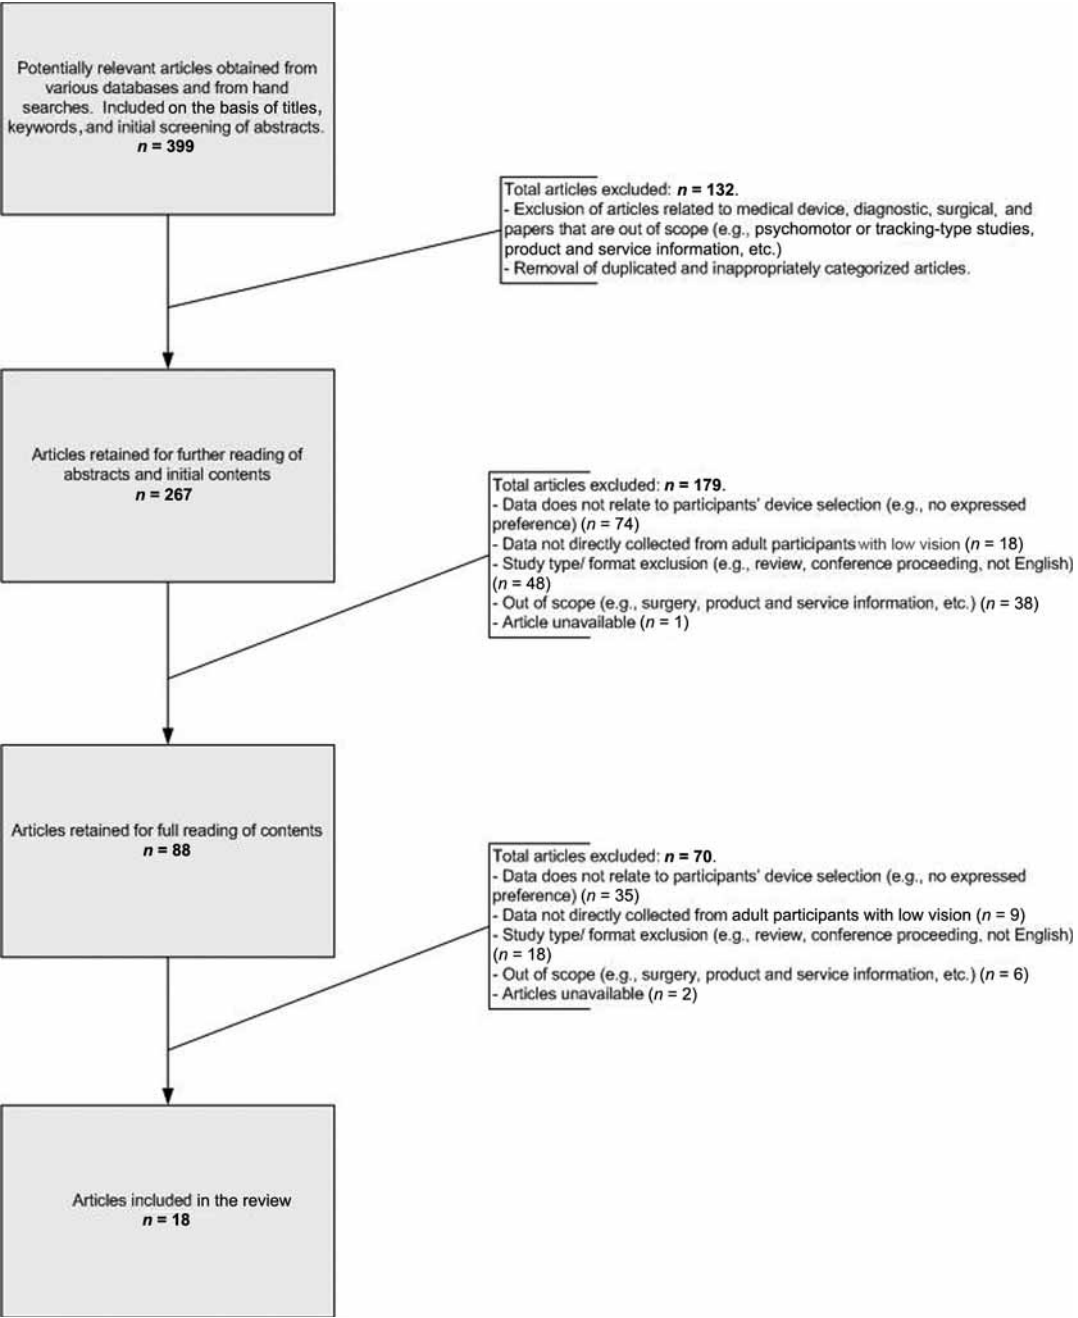 Potentially relevant articles obtained from
various databases and from hand
searches. Included on the basis of titles,
keywords, and initial screening of abstracts.
n = 399
Total articles excluded: n = 132.
- Exclusion of articles related to medical device, diagnostic, surgical, and
papers that are out of scope (e.g., psychomotor or tracking-type studies,
product and service information, etc.)
- Removal of duplicated and inappropriately categorized articles.
Articles retained for further reading of
abstracts and initial contents
n = 267
Total articles excluded: n = 179.
- Data does not relate to participants' device selection (e.g., no expressed
preference) (n = 74)
- Data not directly collected from adult participants with low vision (n = 18)
- Study type/ format exclusion (e.g., review, conference proceeding, not English)
(n = 48)
- Out of scope (e.g., surgery, product and service information, etc.) (n = 38)
- Article unavailable (n = 1)
Articles retained for full reading of contents
n = 88
Total articles excluded: n = 70.
- Data does not relate to participants' device selection (e.g., no expressed
preference) (n = 35)
- Data not directly collected from adult participants with low vision (n = 9)
- Study type/ format exclusion (e.g., review, conference proceeding, not English)
(n = 18)
- Out of scope (e.g., surgery, product and service information, etc.) (n = 6)
- Articles unavailable (n = 2)
Articles included in the review
n = 18